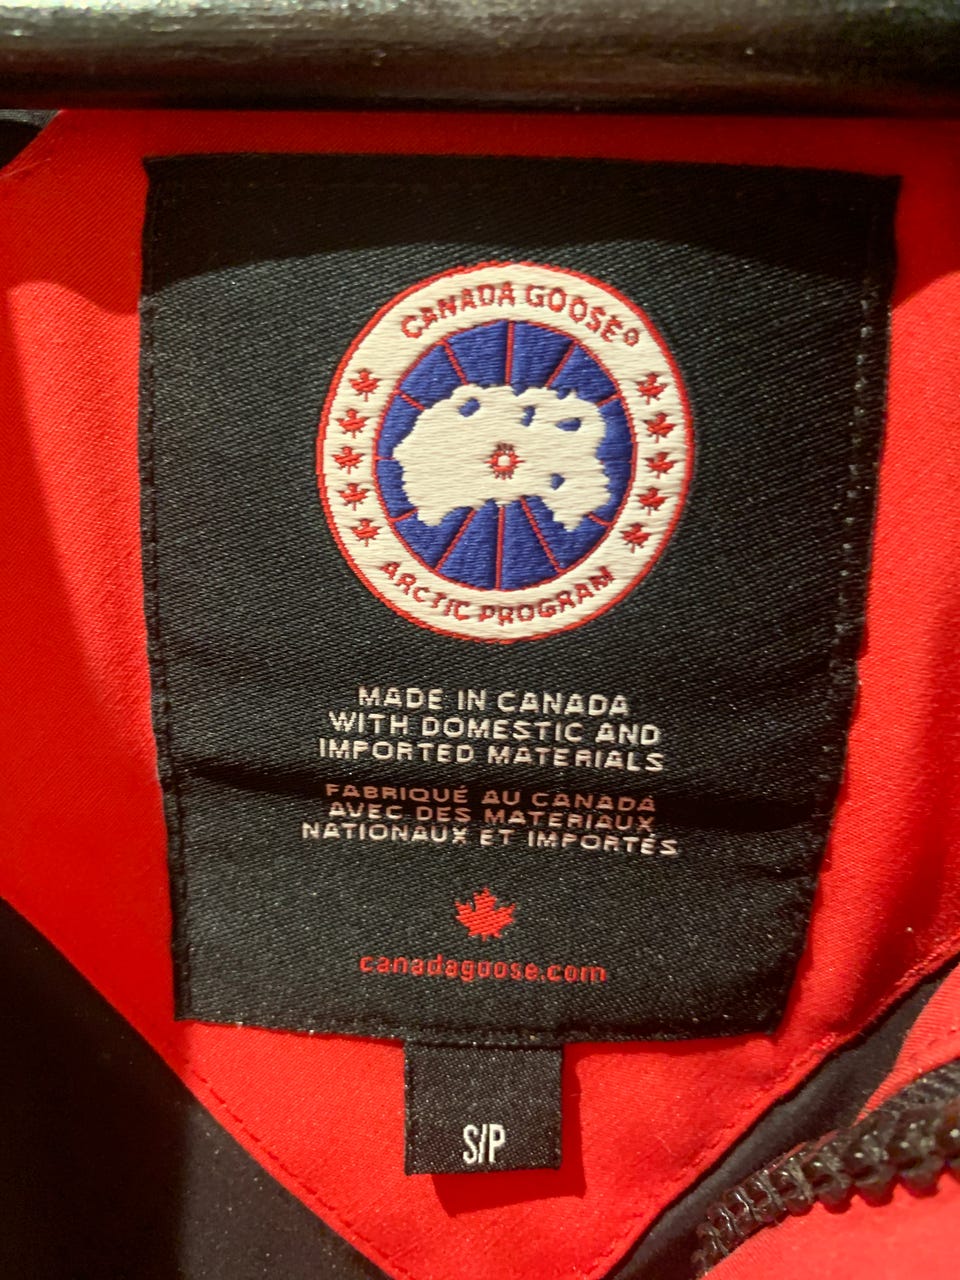 CANADA GOOSE®
ARCTIC PROGRAM
MADE IN CANADA
WITH DOMESTIC AND
IMPORTED MATERIALS
FABRIQUÉ AU CANADA
AVEC DES MATERIAUX
NATIONAUX ET IMPORTÉS
canadagoose.com
S/P